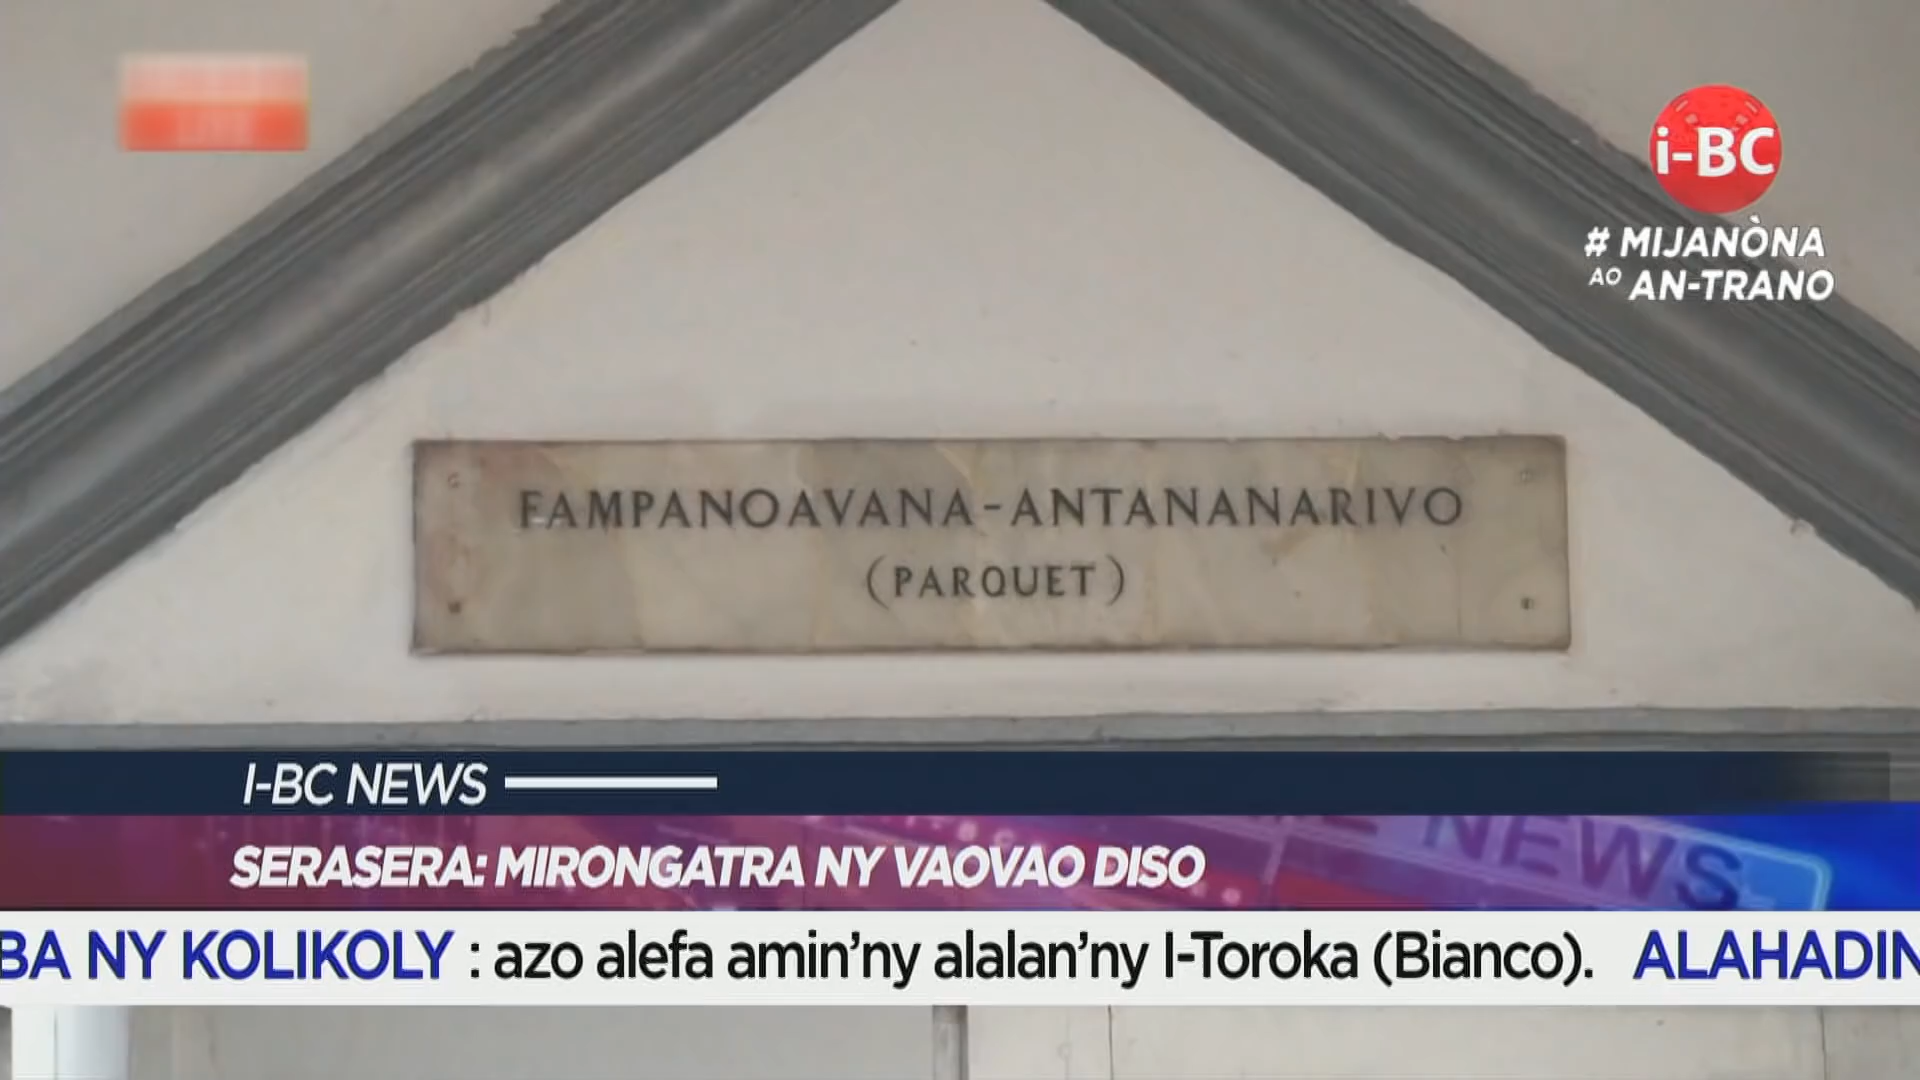 i-BC
# MIJANÒNA
AO AN-TRANO
FAMPANOAVANA-ANTANANARIVO
(PARQUET)
I-BC NEWS
NEWS
SERASERA: MIRONGATRA NY VAOVAO DISO
BA NY KOLIKOLY : azo alefa amin'ny alalan'ny I-Toroka (Bianco). ALAHADIN